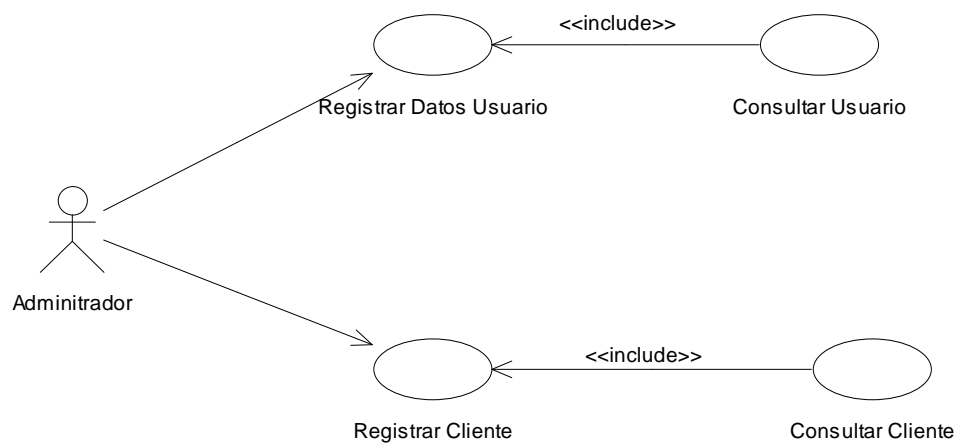 <<include>>
Registrar Datos Usuario
Consultar Usuario
Adminitrador
<<include>>
Registrar Cliente
Consultar Cliente